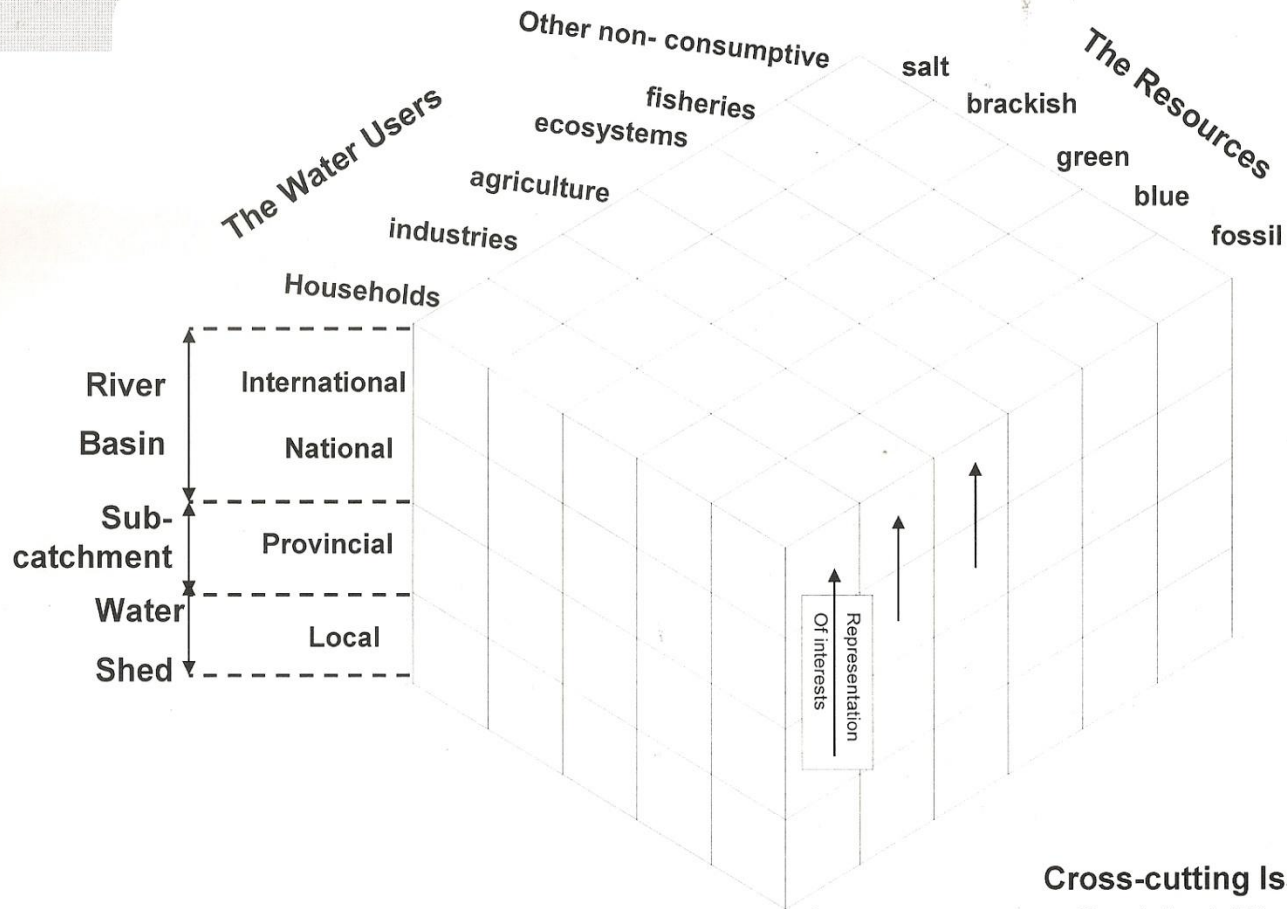 The Water Users
Other non- consumptive
fisheries
ecosystems
agriculture
industries
Households
The Resources
salt
brackish
green
blue
fossil
River
Basin
Sub-
catchment
Water
Shed
International
National
Provincial
Local
Representation
Of interests
Cross-cutting Is